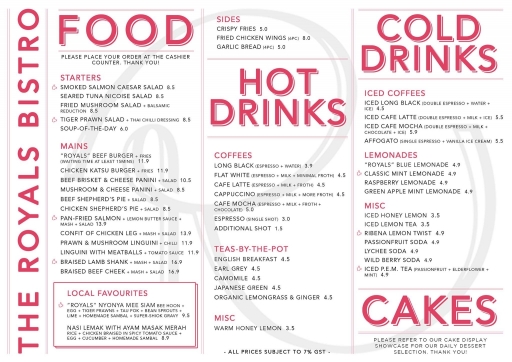 THE ROYALS BISTRO
FOOD
PLEASE PLACE YOUR ORDER AT THE CASHIER
COUNTER. THANK YOU!
STARTERS
SMOKED SALMON CAESAR SALAD 8.5
SEARED TUNA NICOISE SALAD 8.5
FRIED MUSHROOM SALAD + BALSAMIC
REDUCTION 8.5
TIGER PRAWN SALAD + THAI CHILI DRESSING 8.5
SOUP-OF-THE-DAY 6.0
MAINS
"ROYALS" BEEF BURGER + FRIES
(WAITING TIME AT LEAST 15MINS) 11.9
CHICKEN KATSU BURGER + FRIES 11.9
BEEF BRISKET & CHEESE PANINI + SALAD 10.5
MUSHROOM & CHEESE PANINI + SALAD 8.5
BEEF SHEPHERD'S PIE + SALAD 8.5
CHICKEN SHEPHERD'S PIE + SALAD 8.5
PAN-FRIED SALMON + LEMON BUTTER SAUCE +
MASH + SALAD 13.9
CONFIT OF CHICKEN LEG + MASH + SALAD 13.9
PRAWN & MUSHROOM LINGUINI + CHILLI 11.9
LINGUINI WITH MEATBALLS + TOMATO SAUCE 11.9
BRAISED LAMB SHANK + MASH + SALAD 16.9
BRAISED BEEF CHEEK + MASH + SALAD 16.9
LOCAL FAVOURITES
"ROYALS" NYONYA MEE SIAM BEE HOON +
EGG + TIGER PRAWNS + TAU POK + BEAN SPROUTS +
LIME + HOMEMADE SAMBAL + SUPER-SHIOK GRAVY 9.5
NASI LEMAK WITH AYAM MASAK MERAH
RICE + CHICKEN BRAISED IN SPICY TOMATO SAUCE +
EGG + CUCUMBER + HOMEMADE SAMBAL 8.9
SIDES
CRISPY FRIES 5.0
FRIED CHICKEN WINGS (4PC) 8.0
GARLIC BREAD (4PC) 5.0
HOT
DRINKS
COFFEES
LONG BLACK (ESPRESSO + WATER) 3.9
FLAT WHITE (ESPRESSO + MILK + MINIMAL FROTH) 4.5
CAFE LATTE (ESPRESSO + MILK + FROTH) 4.5
CAPPUCCINO (ESPRESSO + MILK + MORE FROTH) 4.5
CAFE MOCHA (ESPRESSO + MILK + FROTH +
CHOCOLATE) 5.0
ESPRESSO (SINGLE SHOT) 3.0
ADDITIONAL SHOT 1.5
TEAS-BY-THE-POT
ENGLISH BREAKFAST 4.5
EARL GREY 4.5
CAMOMILE 4.5
JAPANESE GREEN 4.5
ORGANIC LEMONGRASS & GINGER 4.5
MISC
WARM HONEY LEMON 3.5
- ALL PRICES SUBJECT TO 7% GST -
COLD
DRINKS
ICED COFFEES
ICED LONG BLACK (DOUBLE ESPRESSO + WATER +
ICE) 4.5
ICED CAFE LATTE (DOUBLE ESPRESSO + MILK + ICE) 5.5
ICED CAFE MOCHA (DOUBLE ESPRESSO + MILK +
CHOCOLATE + ICE) 5.9
AFFOGATO (SINGLE ESPRESSO + VANILLA ICE CREAM) 5.5
LEMONADES
"ROYALS" BLUE LEMONADE 4.9
CLASSIC MINT LEMONADE 4.9
RASPBERRY LEMONADE 4.9
GREEN APPLE MINT LEMONADE 4.9
MISC
ICED HONEY LEMON 3.5
ICED LEMON TEA 3.5
RIBENA LEMON TWIST 4.9
PASSIONFRUIT SODA 4.9
LYCHEE SODA 4.9
WILD BERRY SODA 4.9
ICED P.E.M. TEA (PASSIONFRUIT + ELDERFLOWER +
MINT) 4.9
CAKES
PLEASE REFER TO OUR CAKE DISPLAY
SHOWCASE FOR OUR DAILY DESSERT
SELECTION. THANK YOU!